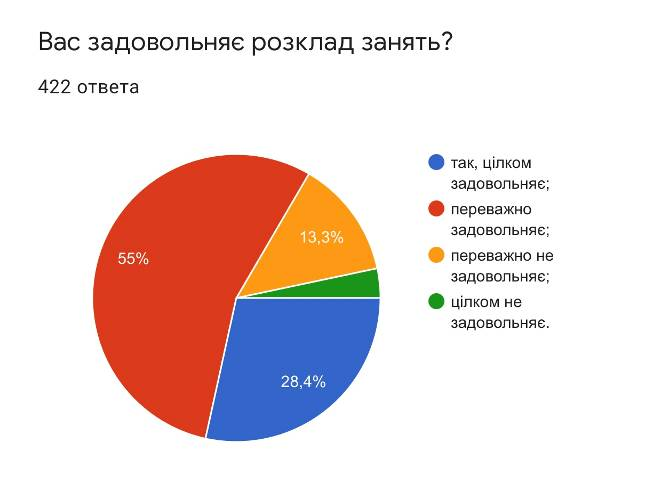 Вас задовольняє розклад занять?
422 ответа
так, цілком
задовольняє;
переважно
задовольняє;
переважно не
задовольняє;
цілком не
задовольняє.
13,3%
55%
28,4%